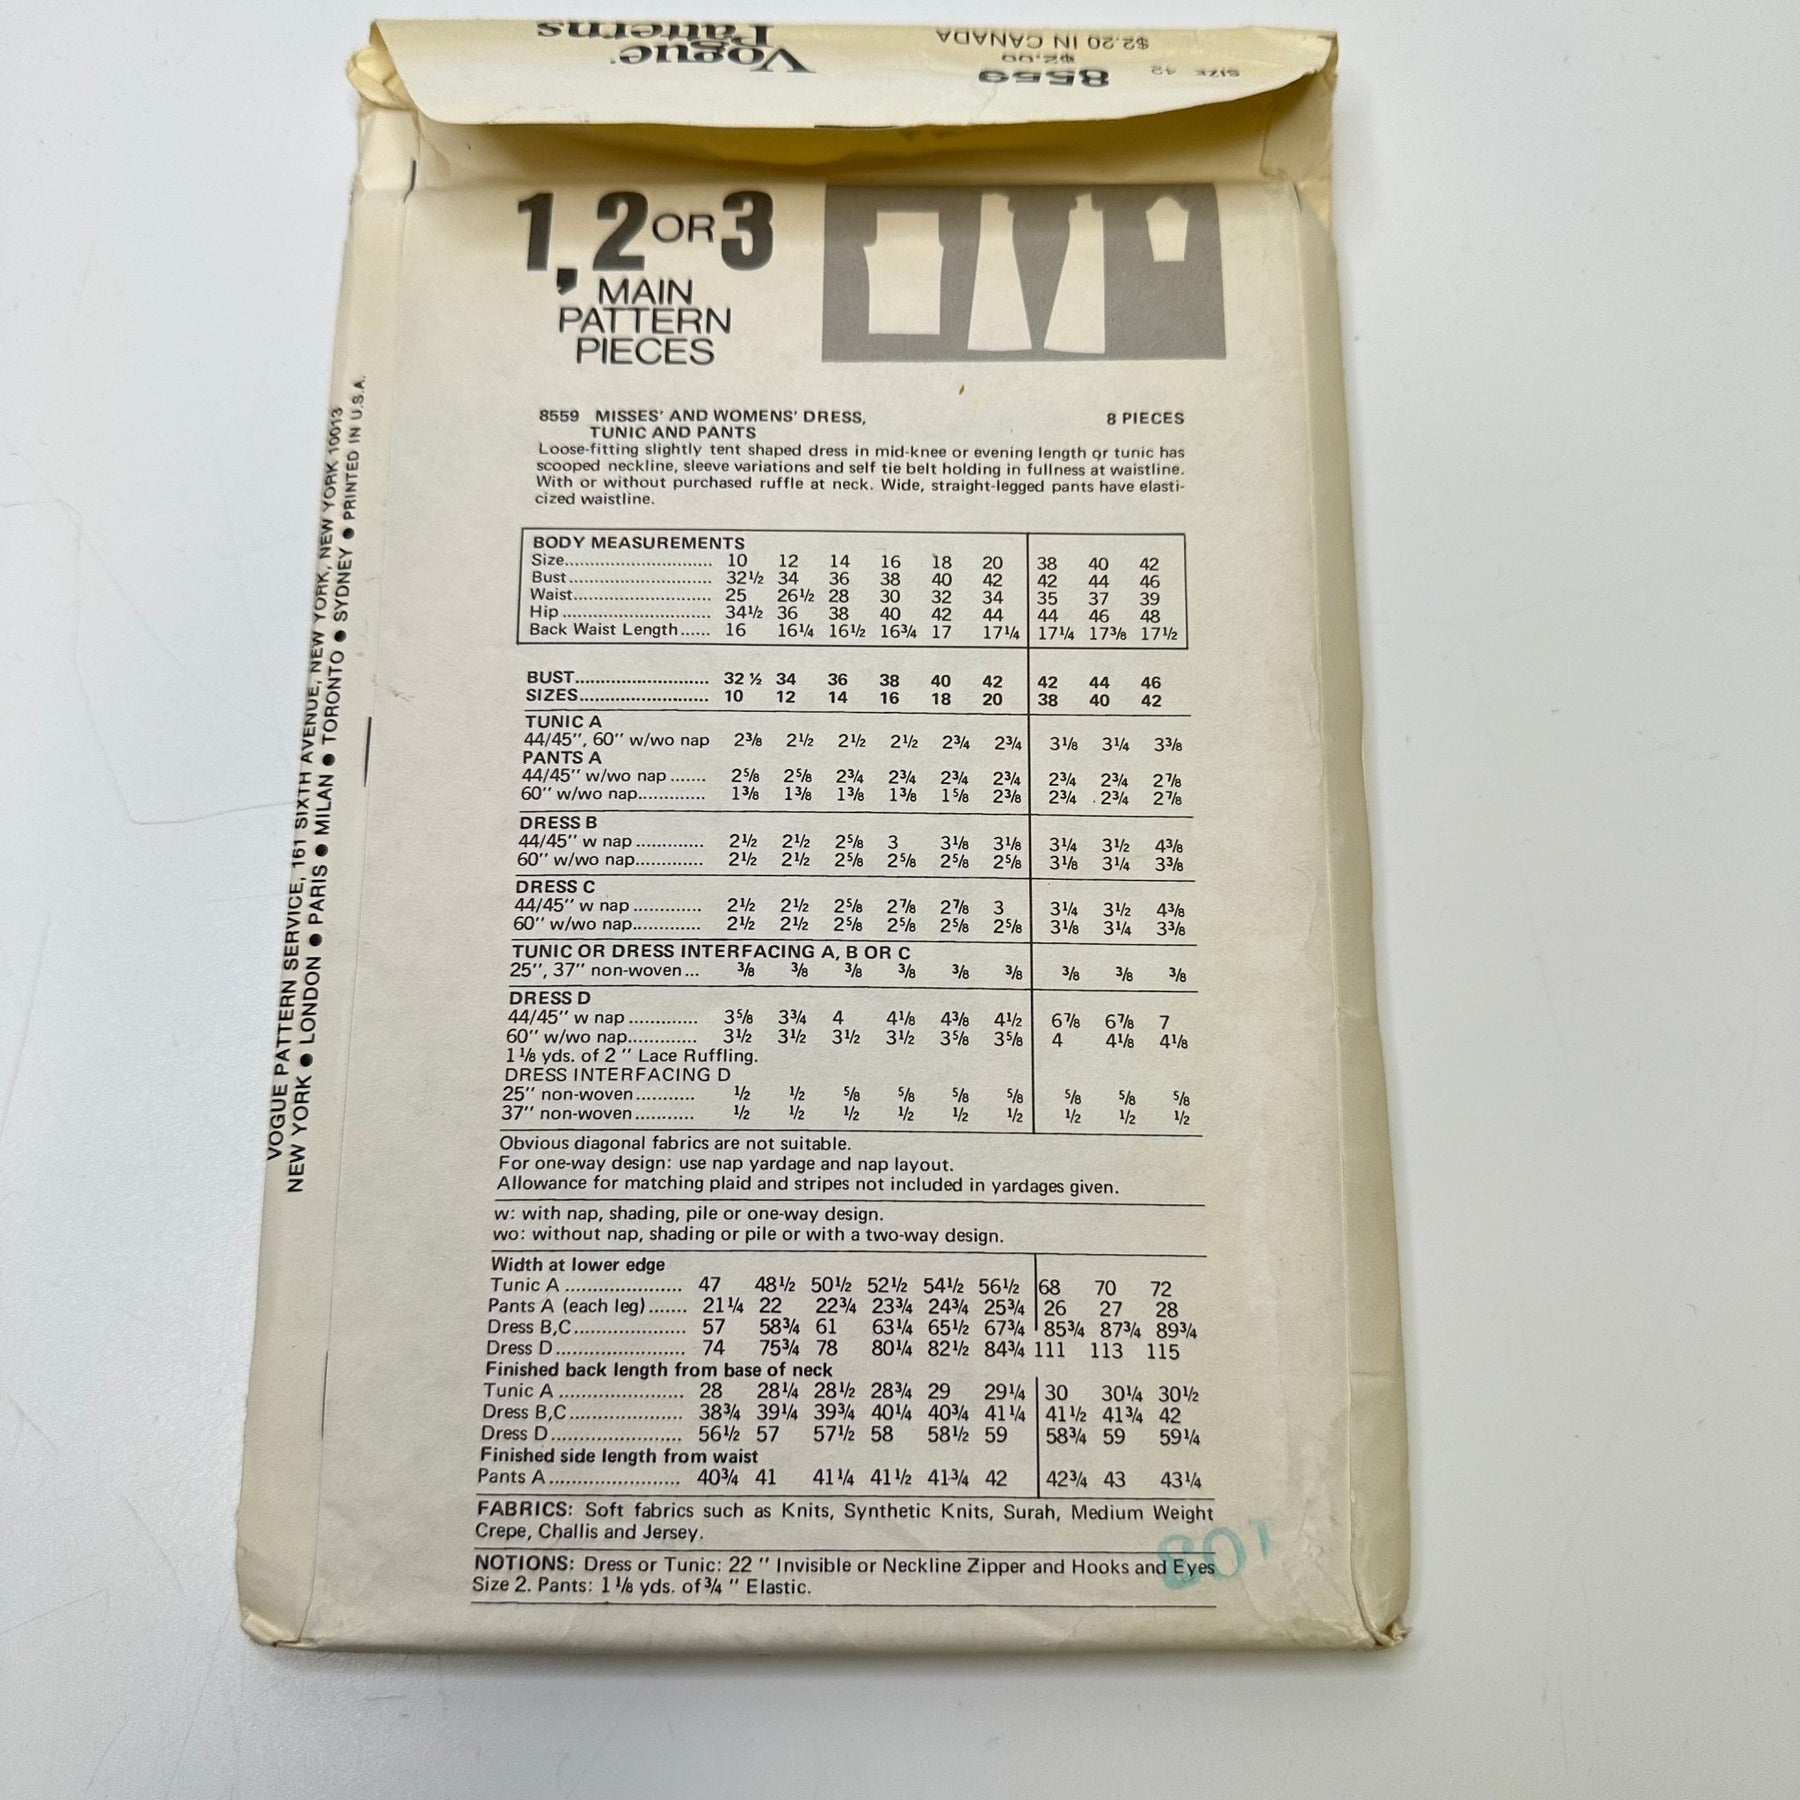 Vogue
Patterns
SIZE 42
8559
$2.00
$2.20 IN CANADA
1, 2 OR 3
MAIN
PATTERN
PIECES
VOGUE PATTERN SERVICE, 161 SIXTH AVENUE, NEW YORK, NEW YORK 10013
NEW YORK ● LONDON ● PARIS ● MILAN ● TORONTO ● SYDNEY ● PRINTED IN U.S.A.
8559 MISSES' AND WOMENS' DRESS, 8 PIECES
TUNIC AND PANTS
Loose-fitting slightly tent shaped dress in mid-knee or evening length or tunic has
scooped neckline, sleeve variations and self tie belt holding in fullness at waistline.
With or without purchased ruffle at neck. Wide, straight-legged pants have elasti-
cized waistline.
BODY MEASUREMENTS
Size............................. 10 12 14 16 18 20 38 40 42
Bust............................ 32½ 34 36 38 40 42 42 44 46
Waist........................... 25 26½ 28 30 32 34 35 37 39
Hip ............................. 34½ 36 38 40 42 44 44 46 48
Back Waist Length...... 16 16¼ 16½ 16¾ 17 17¼ 17¼ 17⅜ 17½
BUST.......................... 32 ½ 34 36 38 40 42 42 44 46
SIZES......................... 10 12 14 16 18 20 38 40 42
TUNIC A
44/45", 60" w/wo nap 2⅜ 2½ 2½ 2½ 2¾ 2¾ 3⅛ 3¼ 3⅜
PANTS A
44/45" w/wo nap ....... 2⅝ 2⅝ 2¾ 2¾ 2¾ 2¾ 2¾ 2¾ 2⅞
60" w/wo nap............. 1⅜ 1⅜ 1⅜ 1⅜ 1⅝ 2⅜ 2¾ 2¾ 2⅞
DRESS B
44/45" w nap ............. 2½ 2½ 2⅝ 3 3⅛ 3⅛ 3¼ 3½ 4⅜
60" w/wo nap............. 2½ 2½ 2⅝ 2⅝ 2⅝ 2⅝ 3⅛ 3¼ 3⅜
DRESS C
44/45" w nap ............. 2½ 2½ 2⅝ 2⅞ 2⅞ 3 3¼ 3½ 4⅜
60" w/wo nap............. 2½ 2½ 2⅝ 2⅝ 2⅝ 2⅝ 3⅛ 3¼ 3⅜
TUNIC OR DRESS INTERFACING A, B OR C
25", 37" non-woven ... ⅜ ⅜ ⅜ ⅜ ⅜ ⅜ ⅜ ⅜ ⅜
DRESS D
44/45" w nap ............. 3⅝ 3¾ 4 4⅛ 4⅜ 4½ 6⅞ 6⅞ 7
60" w/wo nap............. 3½ 3½ 3½ 3½ 3⅝ 3⅝ 4 4⅛ 4⅛
1⅛ yds. of 2 " Lace Ruffling.
DRESS INTERFACING D
25" non-woven ........... ½ ½ ⅝ ⅝ ⅝ ⅝ ⅝ ⅝ ⅝
37" non-woven ........... ½ ½ ½ ½ ½ ½ ½ ½ ½
Obvious diagonal fabrics are not suitable.
For one-way design: use nap yardage and nap layout.
Allowance for matching plaid and stripes not included in yardages given.
w: with nap, shading, pile or one-way design.
wo: without nap, shading or pile or with a two-way design.
Width at lower edge
Tunic A ..................... 47 48½ 50½ 52½ 54½ 56½ 68 70 72
Pants A (each leg) ....... 21¼ 22 22¾ 23¾ 24¾ 25¾ 26 27 28
Dress B,C..................... 57 58¾ 61 63¼ 65½ 67¾ 85¾ 87¾ 89¾
Dress D........................ 74 75¾ 78 80¼ 82½ 84¾ 111 113 115
Finished back length from base of neck
Tunic A ....................... 28 28¼ 28½ 28¾ 29 29¼ 30 30¼ 30½
Dress B,C..................... 38¾ 39¼ 39¾ 40¼ 40¾ 41¼ 41½ 41¾ 42
Dress D........................ 56½ 57 57½ 58 58½ 59 58¾ 59 59¼
Finished side length from waist
Pants A........................ 40¾ 41 41¼ 41½ 41¾ 42 42¾ 43 43¼
FABRICS: Soft fabrics such as Knits, Synthetic Knits, Surah, Medium Weight
Crepe, Challis and Jersey.
NOTIONS: Dress or Tunic: 22 " Invisible or Neckline Zipper and Hooks and Eyes
Size 2. Pants: 1⅛ yds. of ¾ " Elastic.